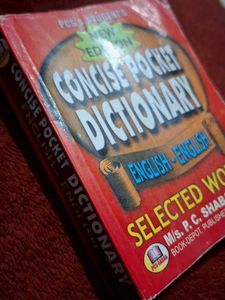 NEW
EDITION
CONCISE POCKET
DICTIONARY
ENGLISH - ENGLISH
SELECTED WO
M/s. P. C. SHAB
BOOK-DEPOT, PUBLISHE
CONCISE POCKET DICTIONARY